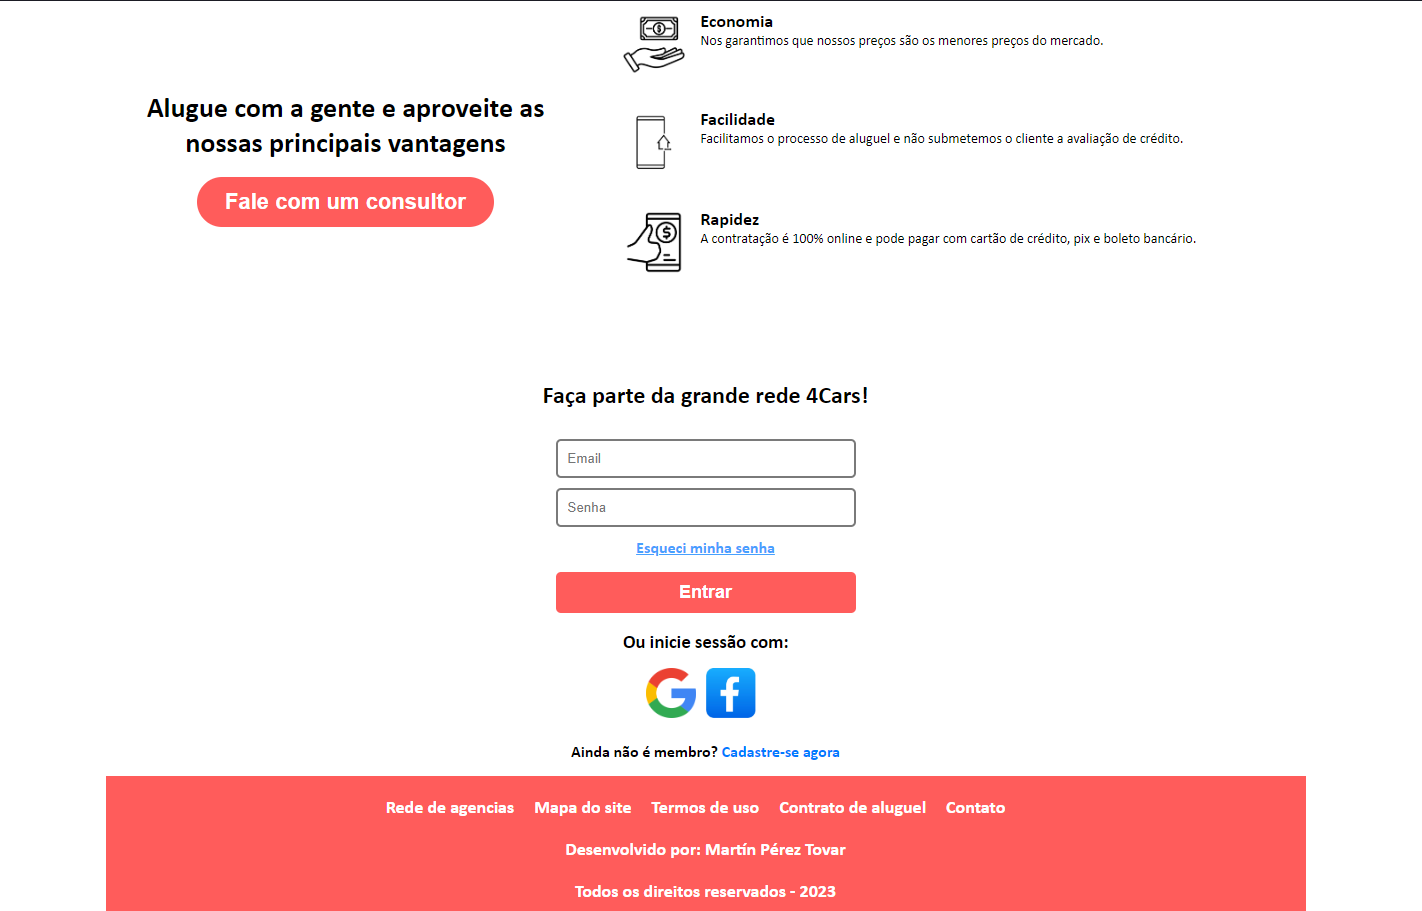 Alugue com a gente e aproveite as
nossas principais vantagens
Fale com um consultor
Economia
Nos garantimos que nossos preços são os menores preços do mercado.
Facilidade
Facilitamos o processo de aluguel e não submetemos o cliente a avaliação de crédito.
Rapidez
A contratação é 100% online e pode pagar com cartão de crédito, pix e boleto bancário.
Faça parte da grande rede 4Cars!
Email
Senha
Esqueci minha senha
Entrar
Ou inicie sessão com:
Ainda não é membro? Cadastre-se agora
Rede de agencias Mapa do site Termos de uso Contrato de aluguel Contato
Desenvolvido por: Martín Pérez Tovar
Todos os direitos reservados - 2023